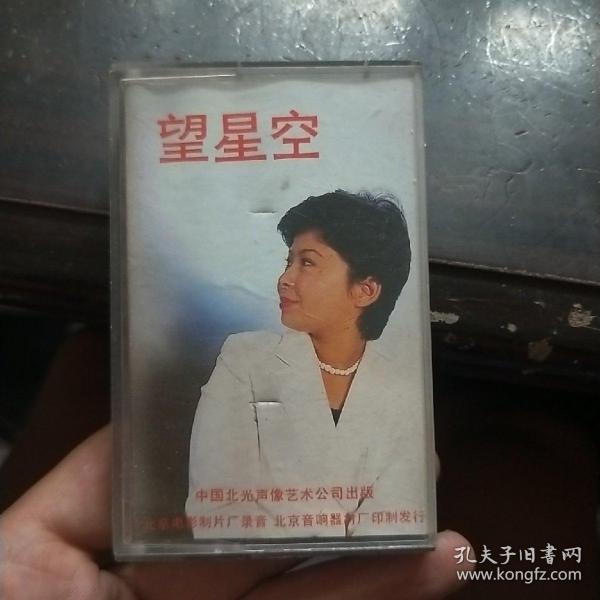 望星空
中国北光声像艺术公司出版
北京电影制片厂录音 北京音响器材厂印制发行
孔夫子旧书网
www.kongfz.com